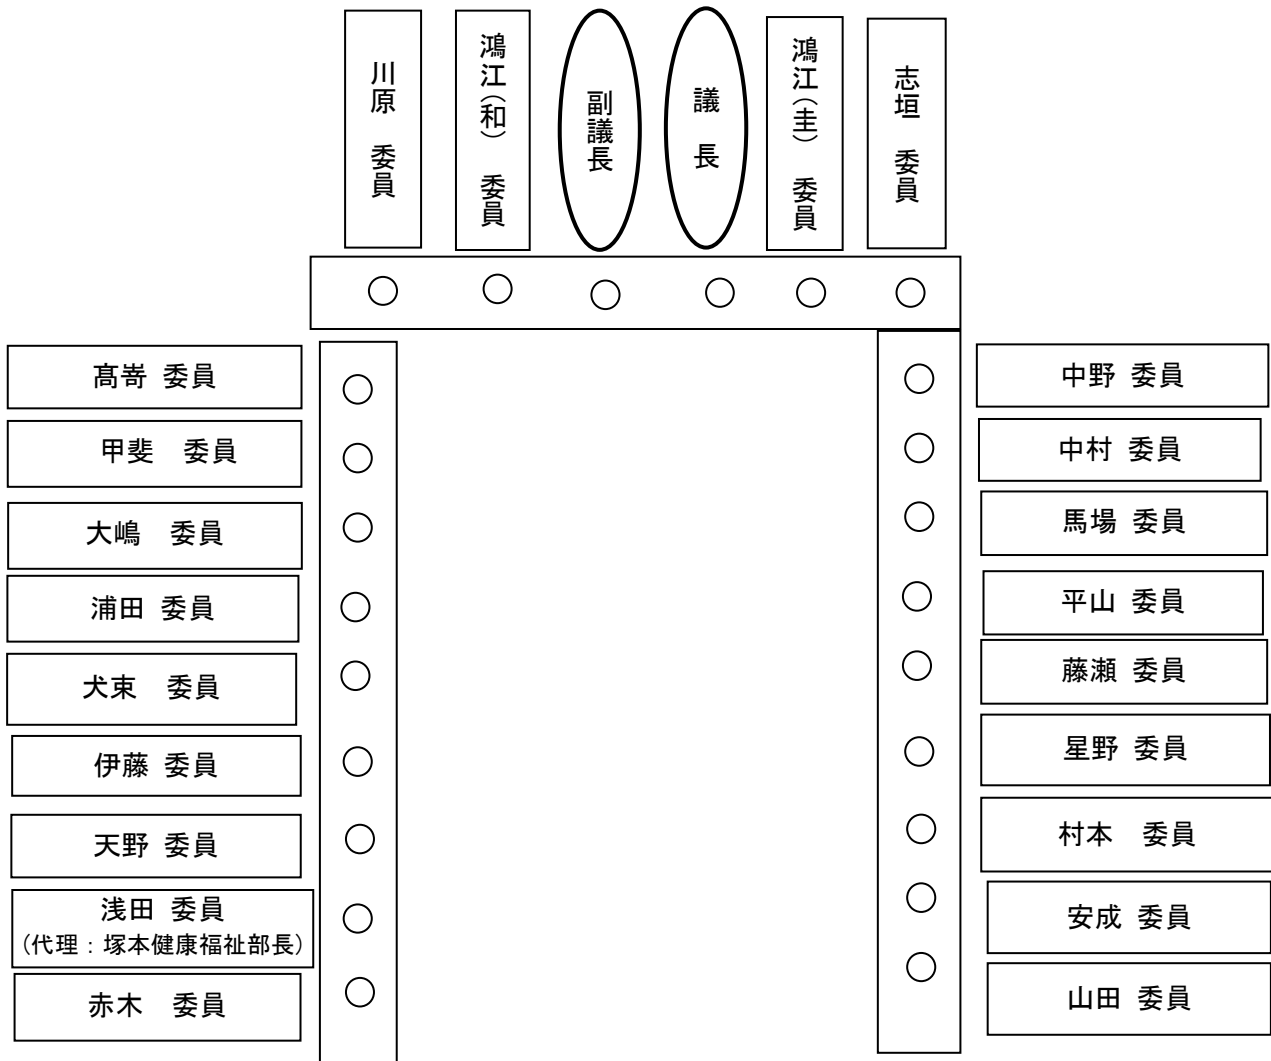 川原 委員
鴻江(和) 委員
副議長
議 長
鴻江(圭) 委員
志垣 委員
髙嵜 委員
甲斐 委員
大嶋 委員
浦田 委員
犬束 委員
伊藤 委員
天野 委員
浅田 委員
(代理：塚本健康福祉部長)
赤木 委員
中野 委員
中村 委員
馬場 委員
平山 委員
藤瀬 委員
星野 委員
村本 委員
安成 委員
山田 委員